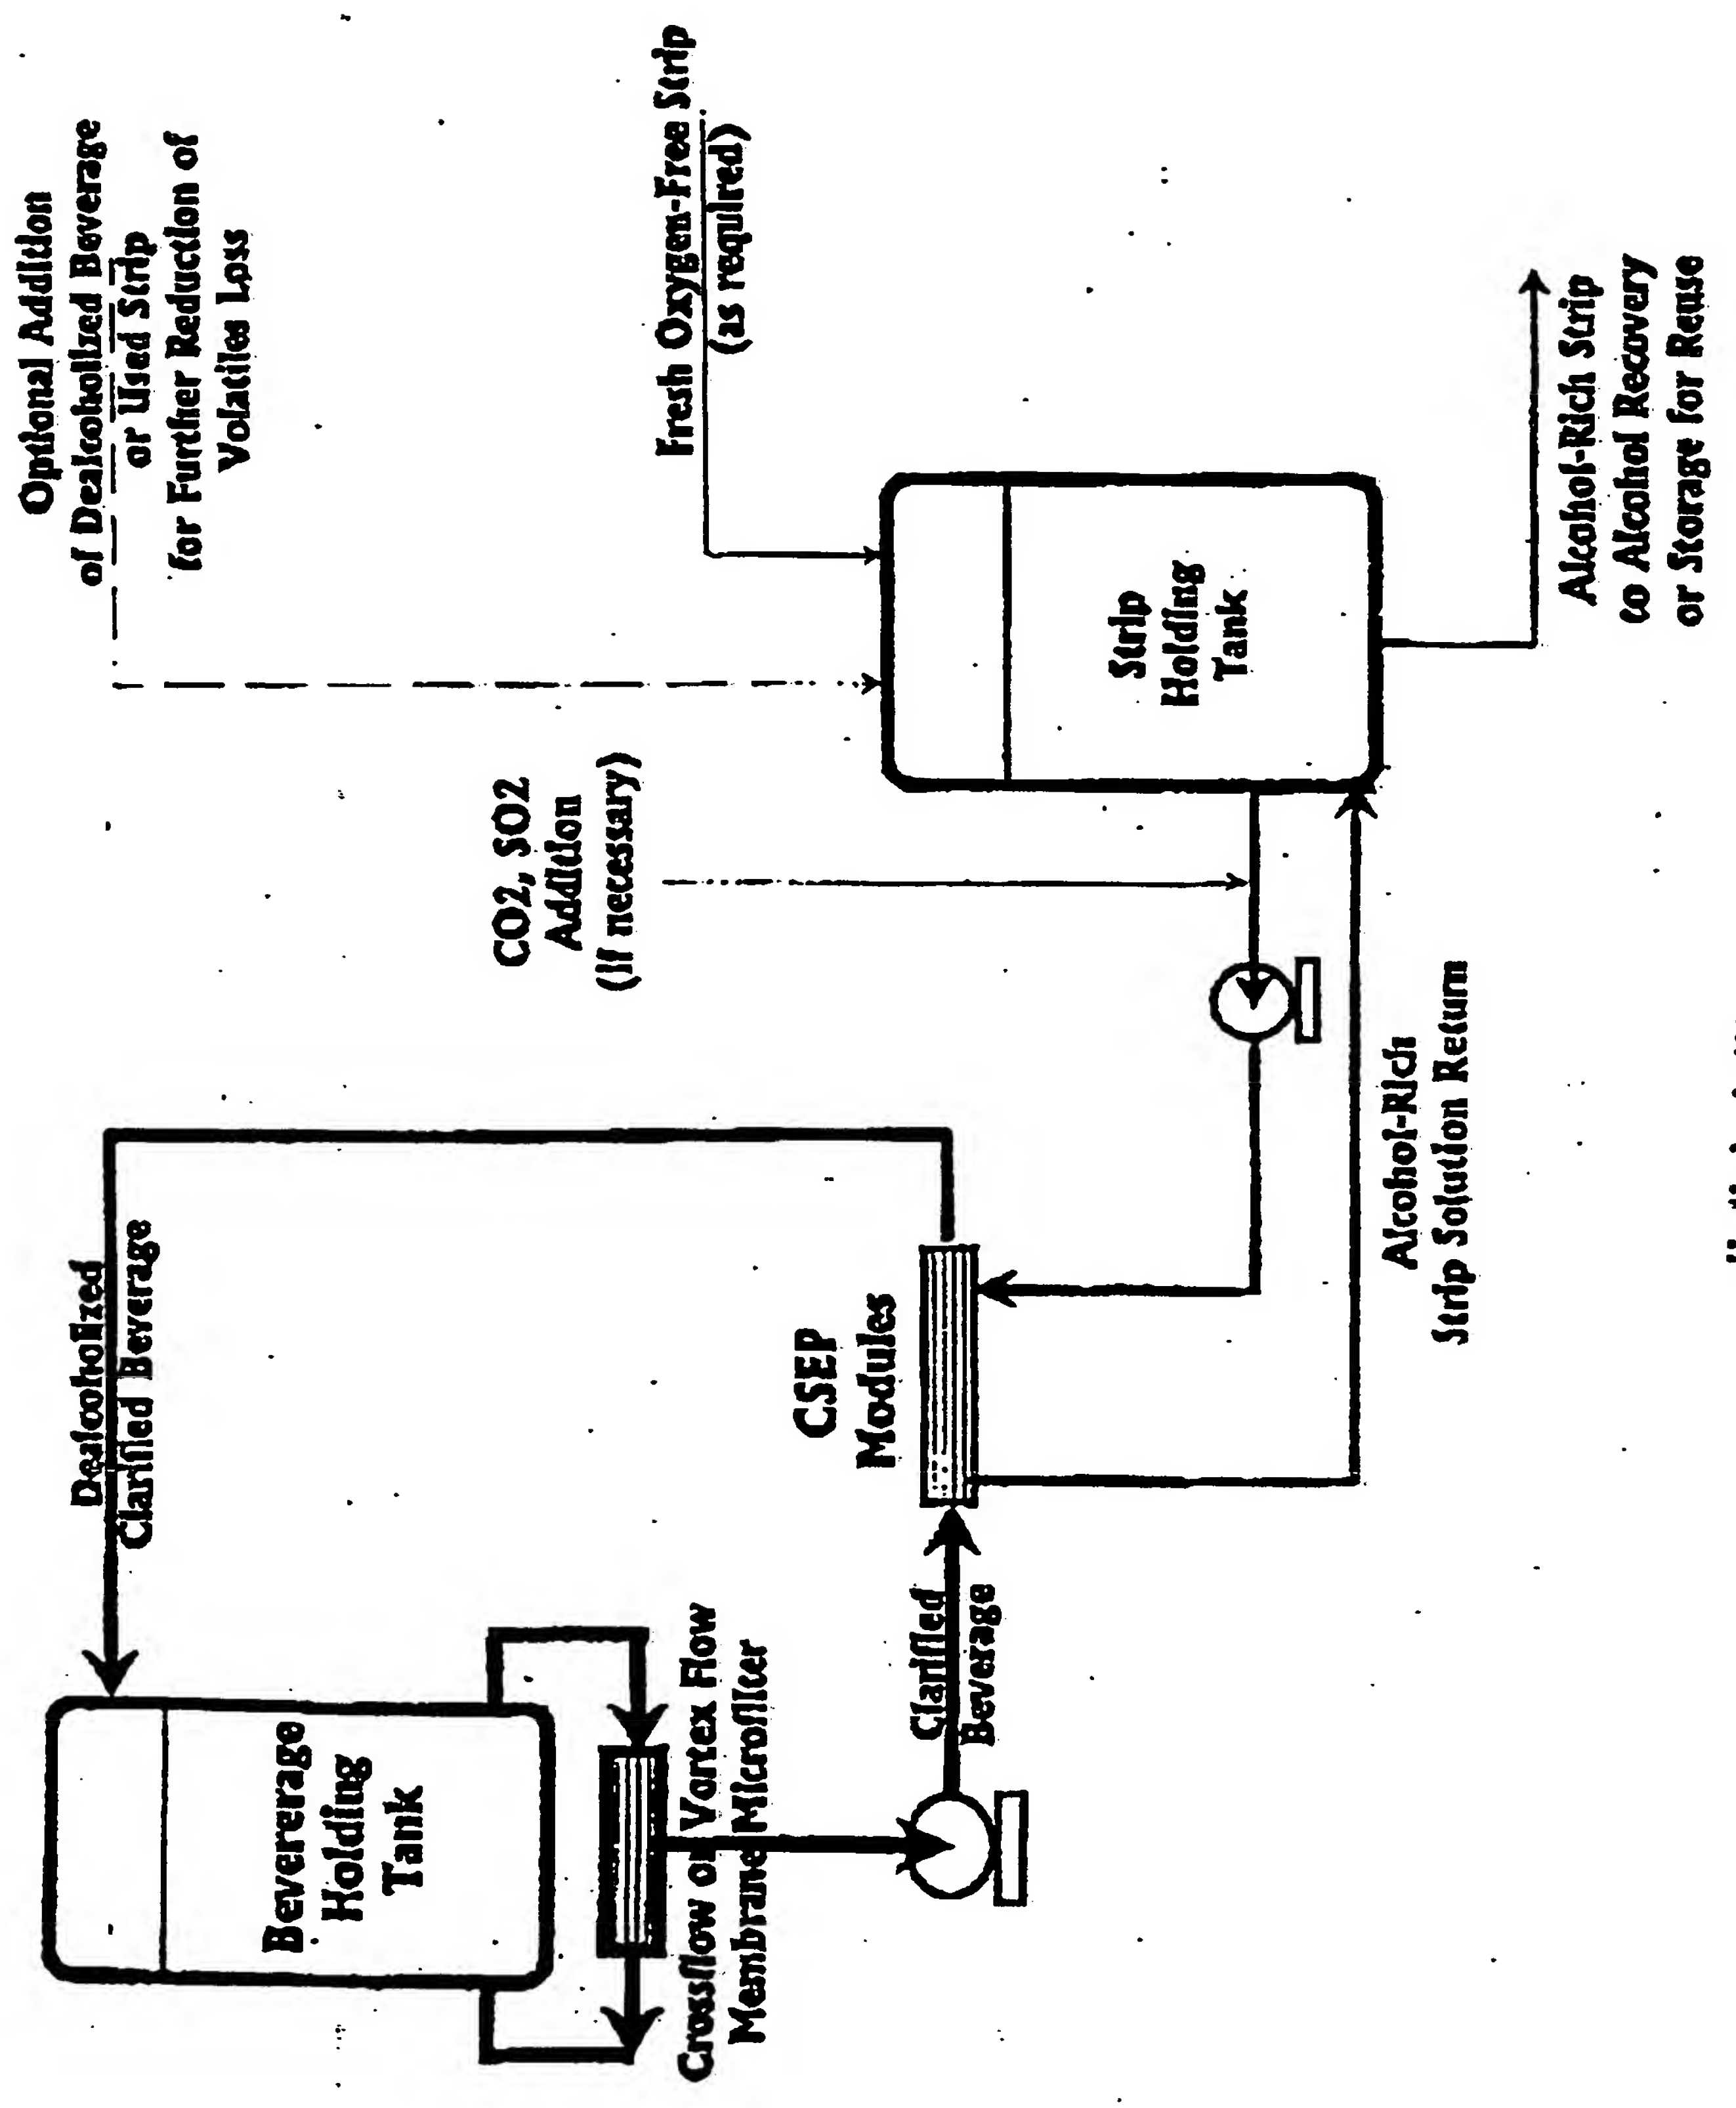 Optional Addition
of Dealcoholized Beverage
or Used Strip
for Further Reduction of
Volatiles Loss
Fresh Oxygen-Free Strip
(as required)
CO2, SO2
Addition
(if necessary)
Strip
Holding
Tank
Alcohol-Rich Strip
to Alcohol Recovery
or Storage for Reuse
Dealcoholized
Clarified Beverage
CSEP
Modules
Alcohol-Rich
Strip Solution Return
Clarified
Beverage
Bevererage
Holding
Tank
Crossflow or Vortex Flow
Membrane Microfilter